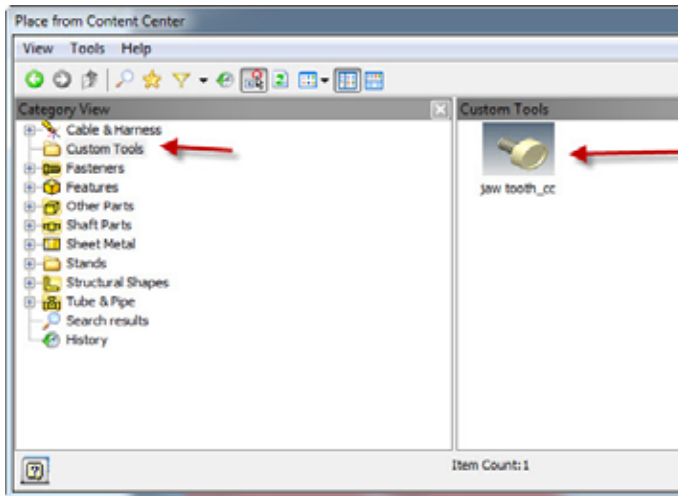 Place from Content Center
View Tools Help
Category View
Cable & Harness
Custom Tools
Fasteners
Features
Other Parts
Shaft Parts
Sheet Metal
Stands
Structural Shapes
Tube & Pipe
Search results
History
Custom Tools
jaw tooth_cc
Item Count:1